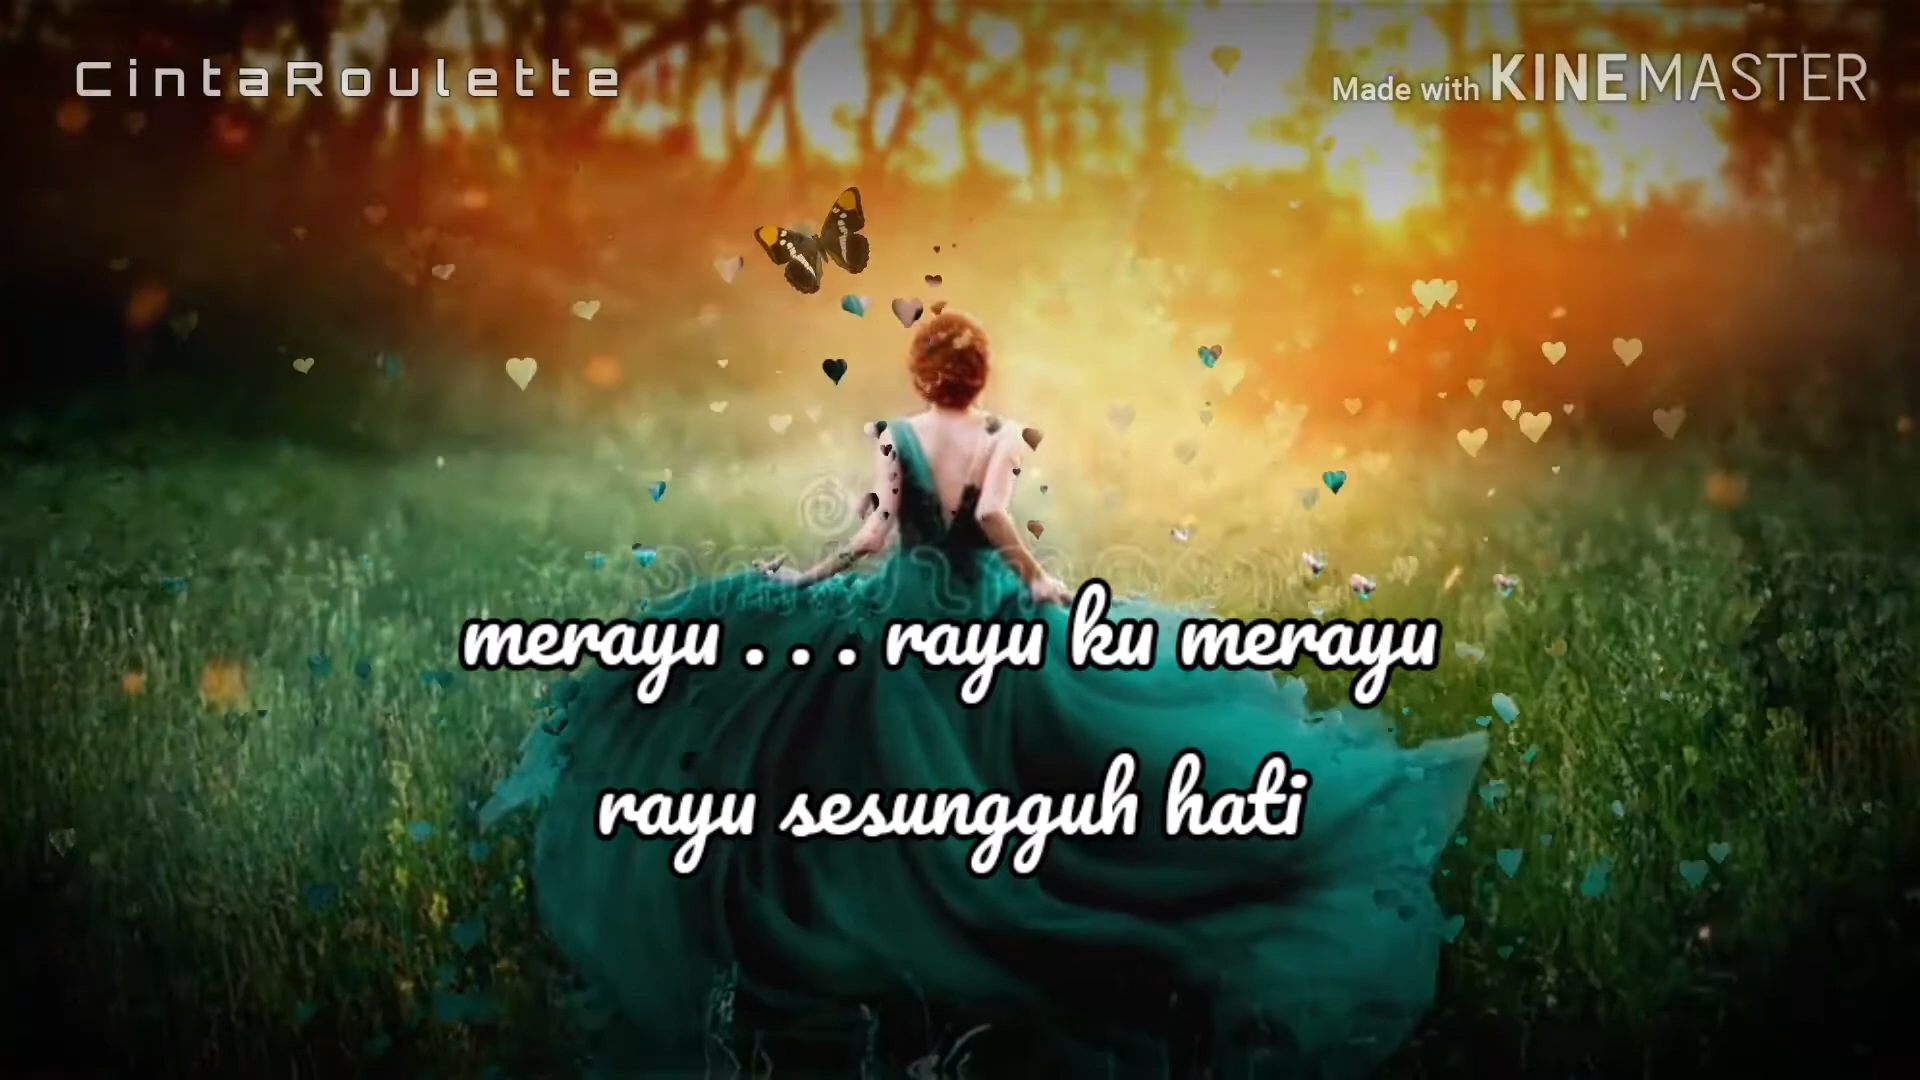 CintaRoulette
Made with KINEMASTER
merayu . . . rayu ku merayu
rayu sesungguh hati